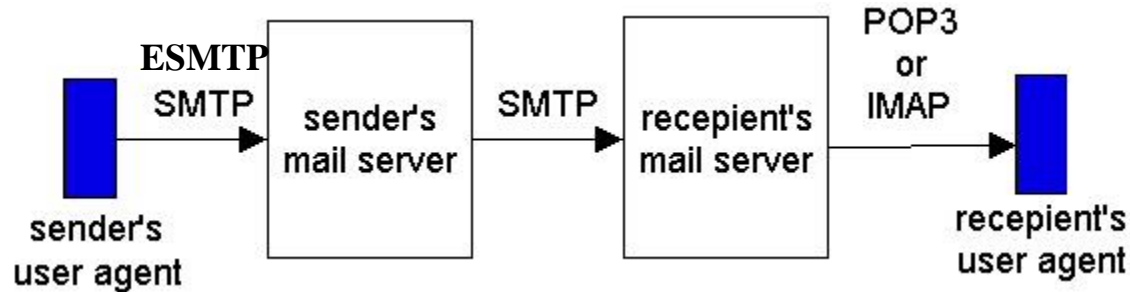 ESMTP
SMTP
sender's
mail server
SMTP
recepient's
mail server
POP3
or
IMAP
sender's
user agent
recepient's
user agent